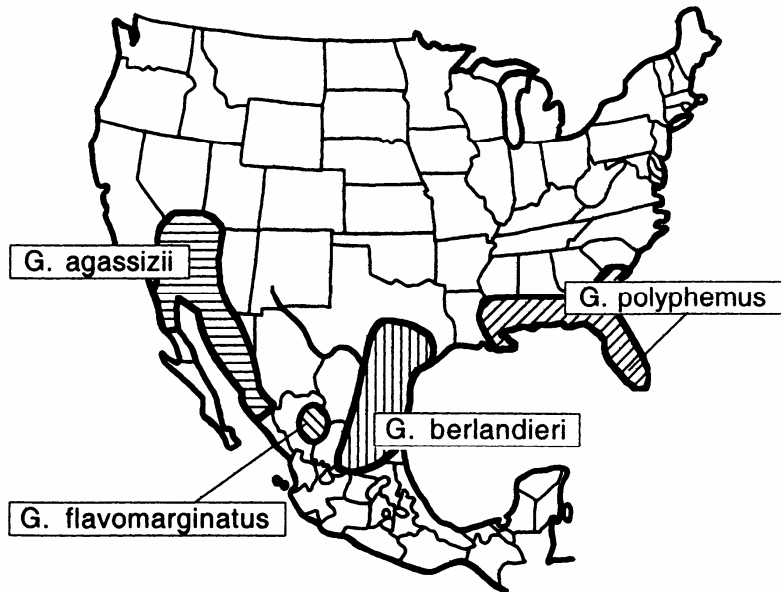 G. agassizii
G. polyphemus
G. berlandieri
G. flavomarginatus